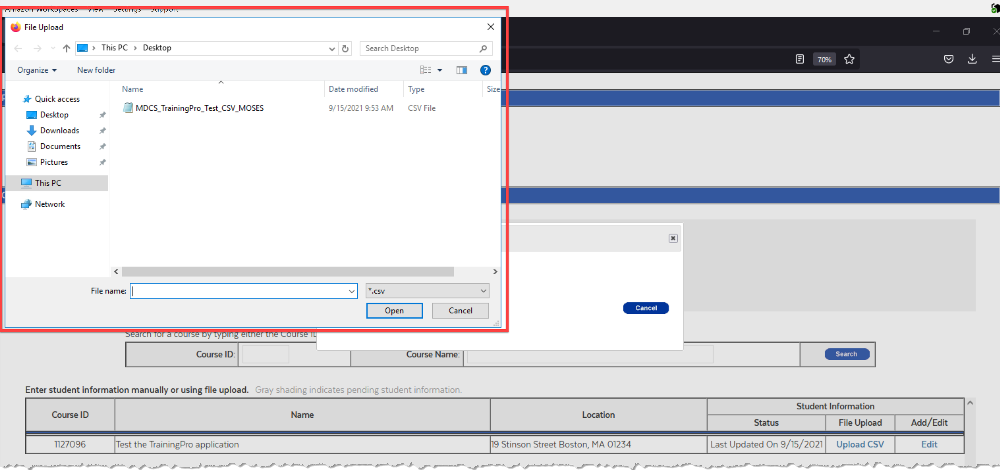 Amazon WorkSpaces View Settings Support
File Upload
This PC Desktop
Search Desktop
70%
Organize New folder
Name Date modified Type Size
Quick access
MDCS_TrainingPro_Test_CSV_MOSES 9/15/2021 9:53 AM CSV File
Desktop
Downloads
Documents
Pictures
This PC
Network
File name: *.csv
Open Cancel
Cancel
Search for a course by typing either the Course
Course ID: Course Name: Search
Enter student information manually or using file upload. Gray shading indicates pending student information.
Course ID Name Location Student Information
Status File Upload Add/Edit
1127096 Test the TrainingPro application 19 Stinson Street Boston, MA 01234 Last Updated On 9/15/2021 Upload CSV Edit